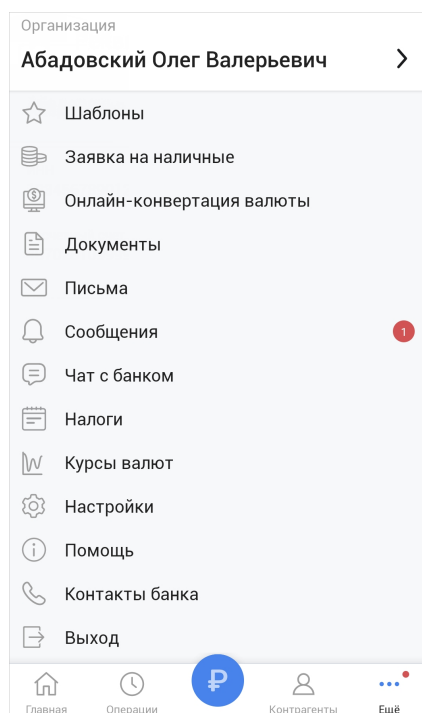 Организация
Абадовский Олег Валерьевич
Шаблоны
Заявка на наличные
Онлайн-конвертация валюты
Документы
Письма
Сообщения 1
Чат с банком
Налоги
Курсы валют
Настройки
Помощь
Контакты банка
Выход
Главная Операции ₽ Контрагенты Ещё